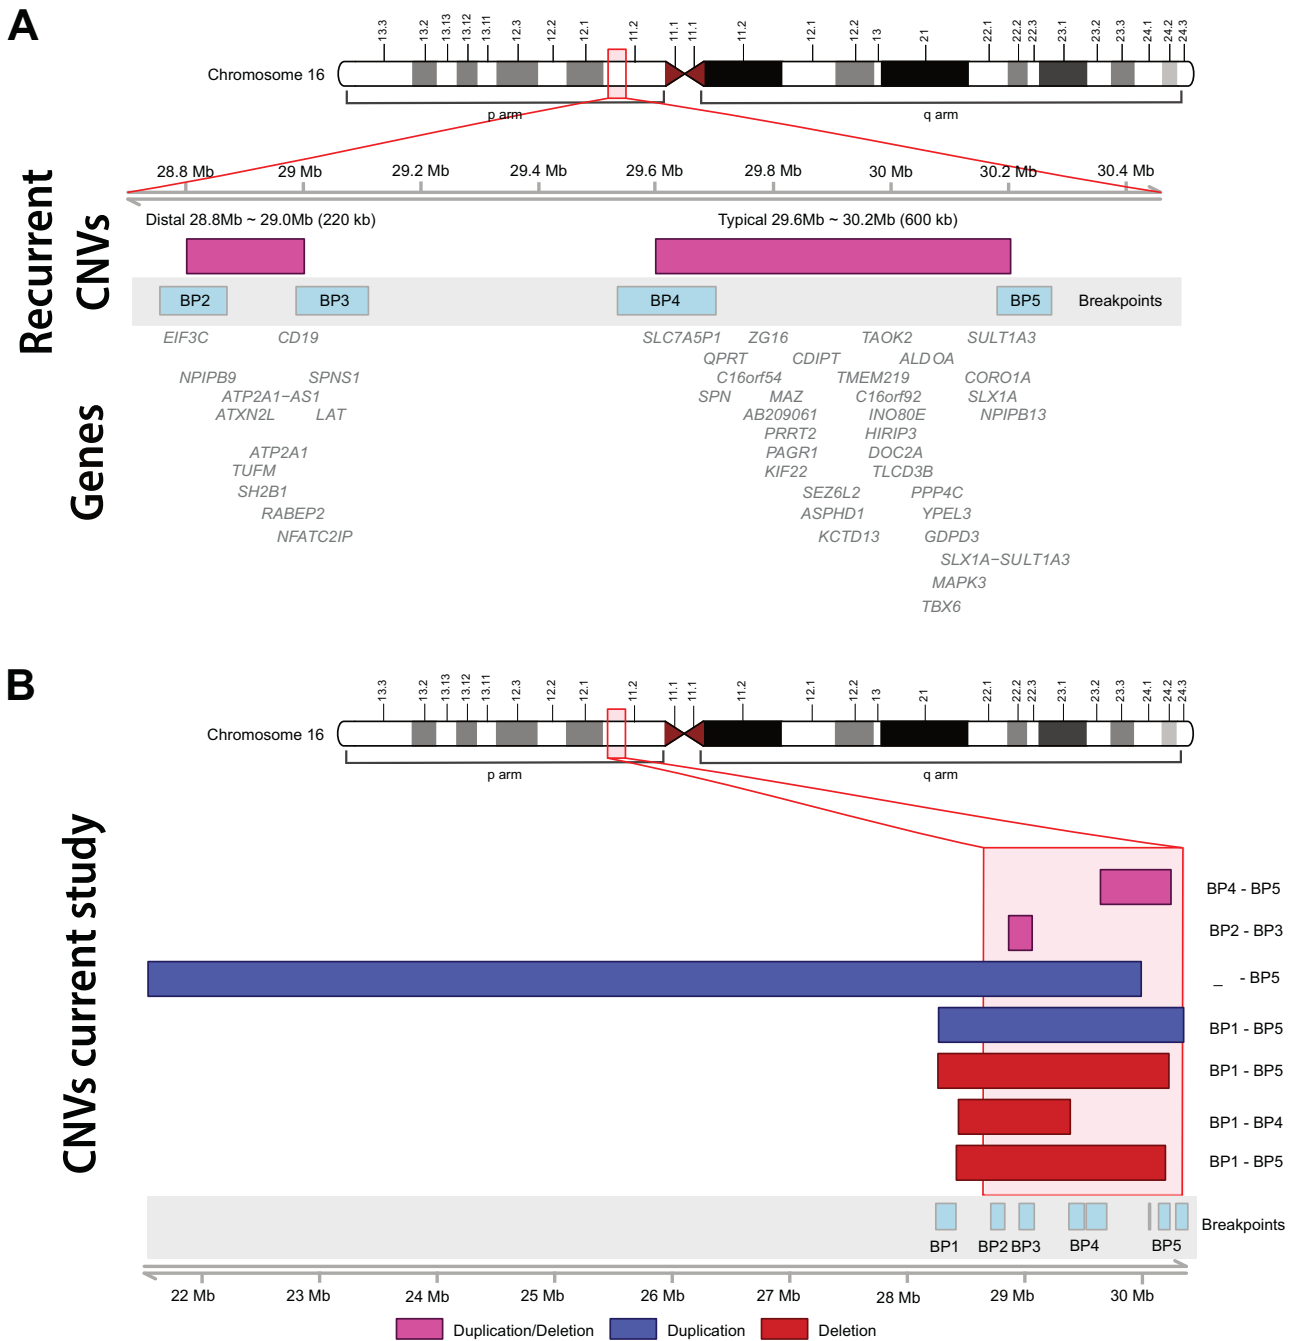 A
13.3 13.2 13.13 13.12 13.11 12.3 12.2 12.1 11.2 11.1 11.1 11.2 12.1 12.2 13 21 22.1 22.2 22.3 23.1 23.2 23.3 24.1 24.2 24.3
Chromosome 16
p arm q arm
28.8 Mb 29 Mb 29.2 Mb 29.4 Mb 29.6 Mb 29.8 Mb 30 Mb 30.2 Mb 30.4 Mb
Recurrent
CNVs
Distal 28.8Mb ~ 29.0Mb (220 kb) Typical 29.6Mb ~ 30.2Mb (600 kb)
BP2 BP3 BP4 BP5 Breakpoints
Genes
EIF3C CD19 SLC7A5P1 ZG16 TAOK2 SULT1A3
QPRT CDIPT ALDOA
NPIPB9 SPNS1 C16orf54 TMEM219 CORO1A
ATP2A1−AS1 SPN MAZ C16orf92 SLX1A
ATXN2L LAT AB209061 INO80E NPIPB13
PRRT2 HIRIP3
ATP2A1 PAGR1 DOC2A
TUFM KIF22 TLCD3B
SH2B1 SEZ6L2 PPP4C
RABEP2 ASPHD1 YPEL3
NFATC2IP KCTD13 GDPD3
SLX1A−SULT1A3
MAPK3
TBX6
B
13.3 13.2 13.13 13.12 13.11 12.3 12.2 12.1 11.2 11.1 11.1 11.2 12.1 12.2 13 21 22.1 22.2 22.3 23.1 23.2 23.3 24.1 24.2 24.3
Chromosome 16
p arm q arm
CNVs current study
BP4 - BP5
BP2 - BP3
_ - BP5
BP1 - BP5
BP1 - BP5
BP1 - BP4
BP1 - BP5
Breakpoints
BP1 BP2 BP3 BP4 BP5
22 Mb 23 Mb 24 Mb 25 Mb 26 Mb 27 Mb 28 Mb 29 Mb 30 Mb
Duplication/Deletion Duplication Deletion